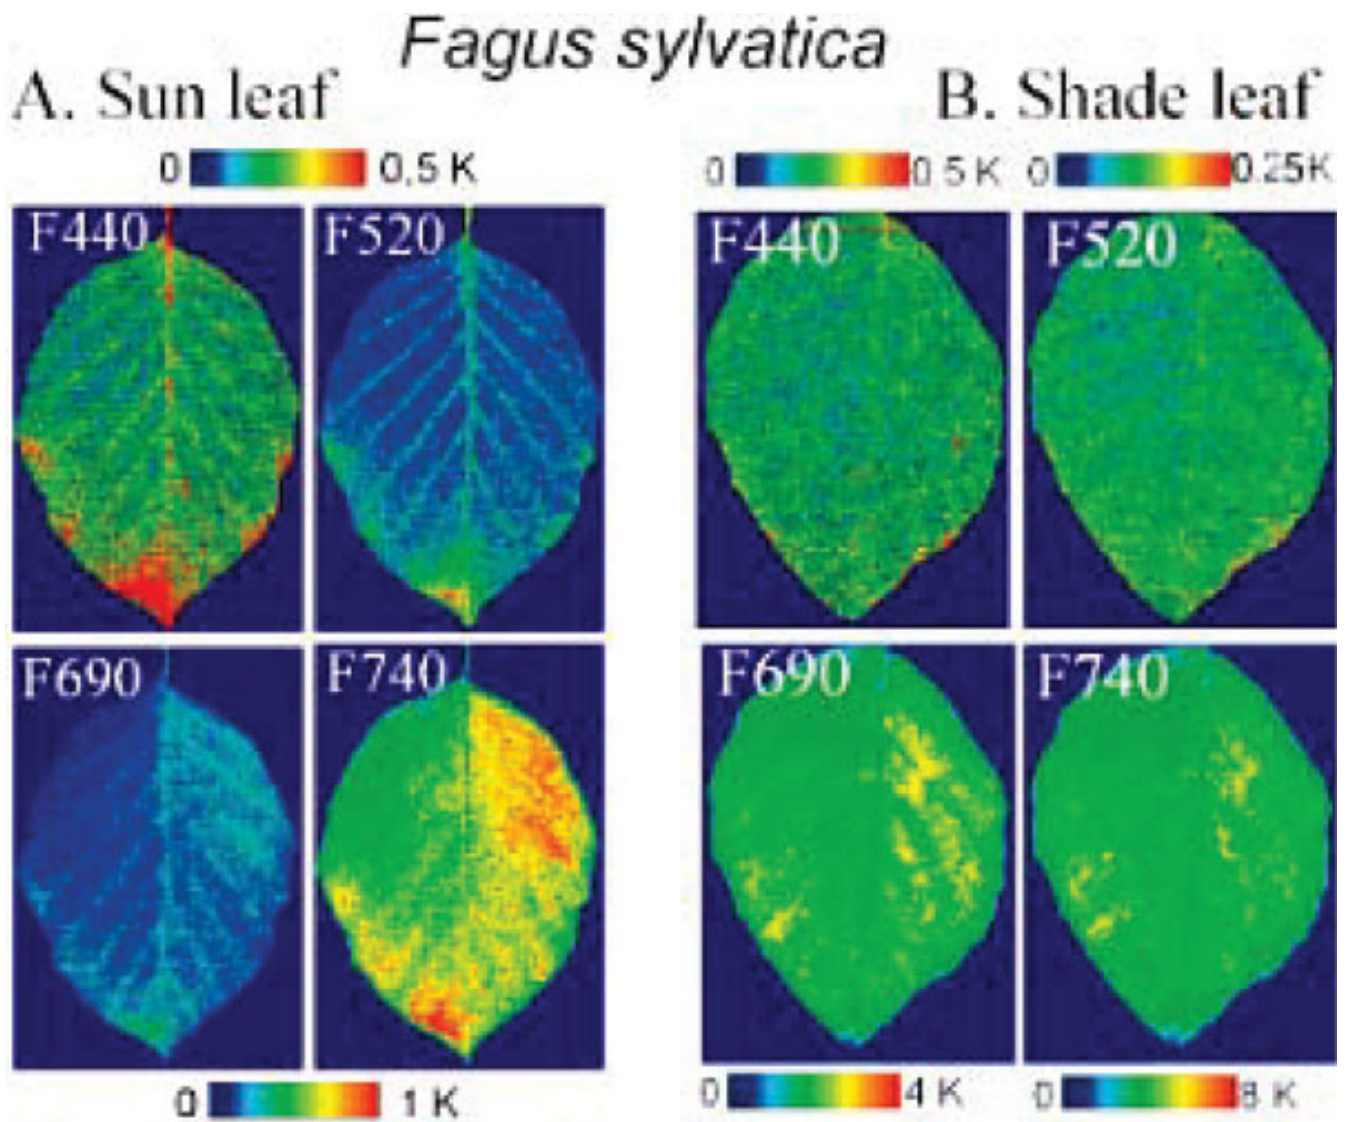 Fagus sylvatica
A. Sun leaf
B. Shade leaf
0 0,5 K
0 0 5 K 0 0.25K
F440 F520 F440 F520
F690 F740 F690 F740
0 1 K
0 4 K 0 8 K